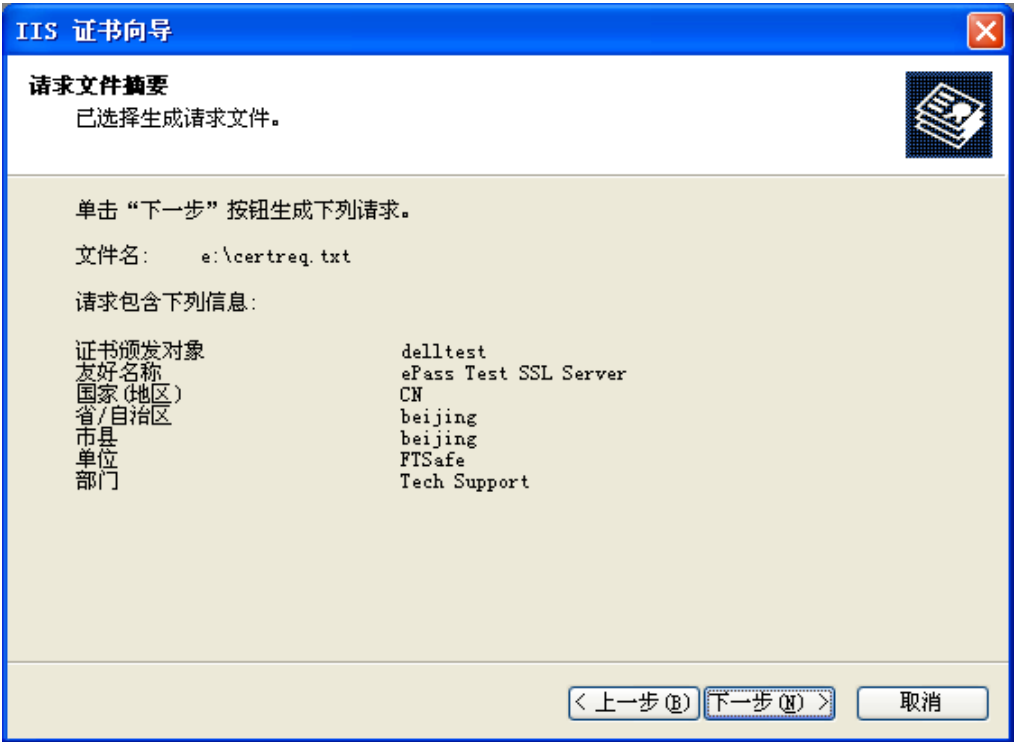 IIS 证书向导
请求文件摘要
已选择生成请求文件。
单击“下一步”按钮生成下列请求。
文件名: e:\certreq.txt
请求包含下列信息:
证书颁发对象 delltest
友好名称 ePass Test SSL Server
国家(地区) CN
省/自治区 beijing
市县 beijing
单位 FTSafe
部门 Tech Support
< 上一步(B) 下一步(N) > 取消